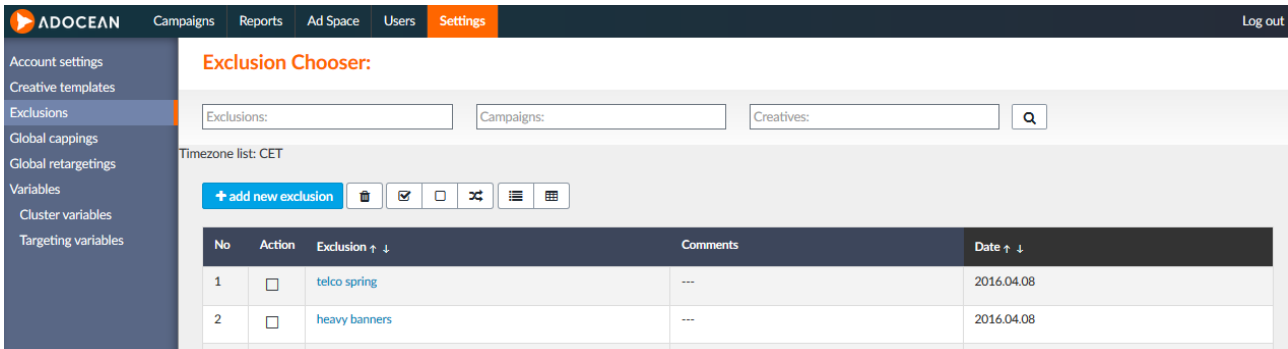 ADOCEAN Campaigns Reports Ad Space Users Settings Log out
Account settings
Creative templates
Exclusions
Global cappings
Global retargetings
Variables
Cluster variables
Targeting variables
Exclusion Chooser:
Exclusions: Campaigns: Creatives:
Timezone list: CET
+ add new exclusion
No Action Exclusion ↑ ↓ Comments Date ↑ ↓
1 telco spring --- 2016.04.08
2 heavy banners --- 2016.04.08